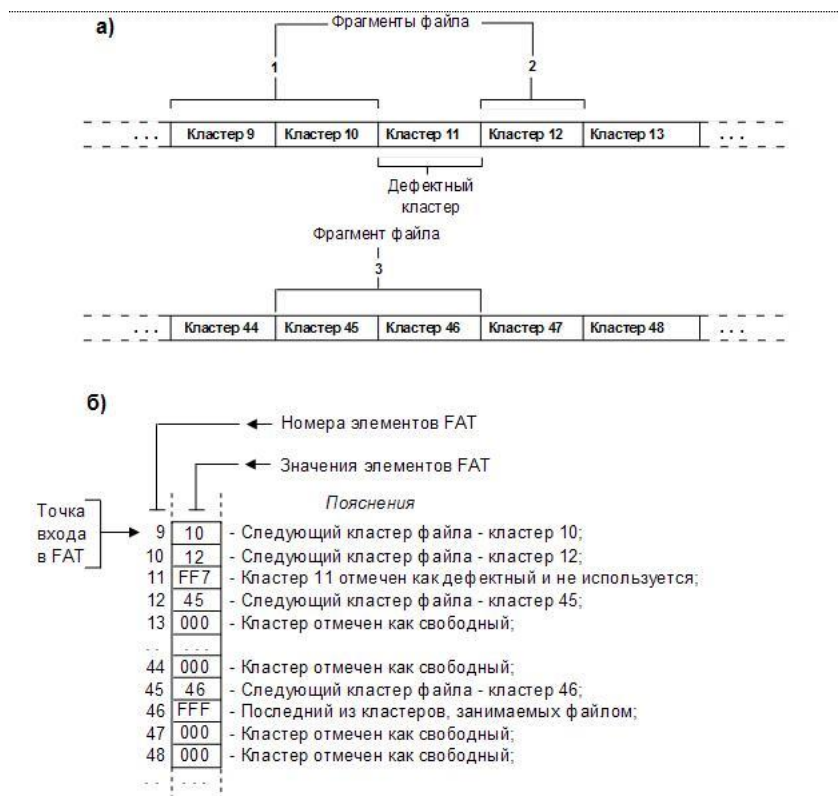 а)
Фрагменты файла
1 2
. . . Кластер 9 Кластер 10 Кластер 11 Кластер 12 Кластер 13 . . .
Дефектный
кластер
Фрагмент файла
3
. . . Кластер 44 Кластер 45 Кластер 46 Кластер 47 Кластер 48 . . .
б)
Номера элементов FAT
Значения элементов FAT
Пояснения
Точка
входа
в FAT
9 10 - Следующий кластер файла - кластер 10;
10 12 - Следующий кластер файла - кластер 12;
11 FF7 - Кластер 11 отмечен как дефектный и не используется;
12 45 - Следующий кластер файла - кластер 45;
13 000 - Кластер отмечен как свободный;
. . . . .
44 000 - Кластер отмечен как свободный;
45 46 - Следующий кластер файла - кластер 46;
46 FFF - Последний из кластеров, занимаемых файлом;
47 000 - Кластер отмечен как свободный;
48 000 - Кластер отмечен как свободный;
. . . . .